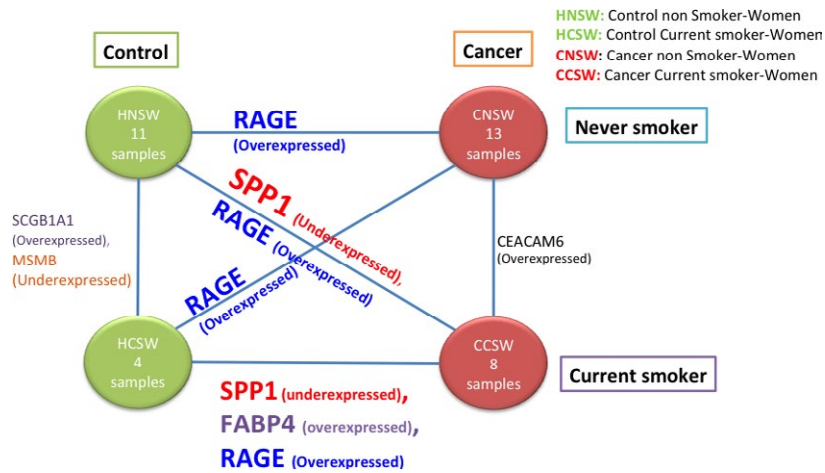 HNSW: Control non Smoker-Women
HCSW: Control Current smoker-Women
CNSW: Cancer non Smoker-Women
CCSW: Cancer Current smoker-Women
Control
Cancer
HNSW
11
samples
RAGE
(Overexpressed)
CNSW
13
samples
Never smoker
SPP1 (Underexpressed),
RAGE (Overexpressed)
SCGB1A1
(Overexpressed),
MSMB
(Underexpressed)
CEACAM6
(Overexpressed)
RAGE
(Overexpressed)
HCSW
4
samples
CCSW
8
samples
Current smoker
SPP1 (underexpressed),
FABP4 (overexpressed),
RAGE (Overexpressed)